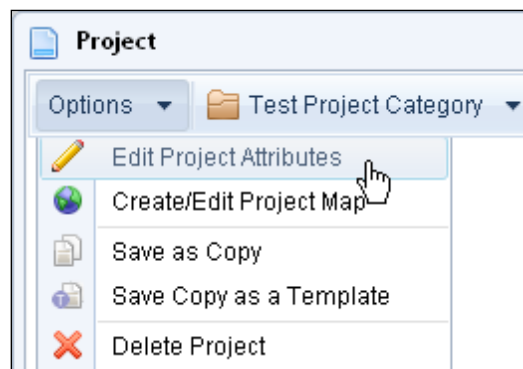 Project
Options Test Project Category
Edit Project Attributes
Create/Edit Project Map
Save as Copy
Save Copy as a Template
Delete Project